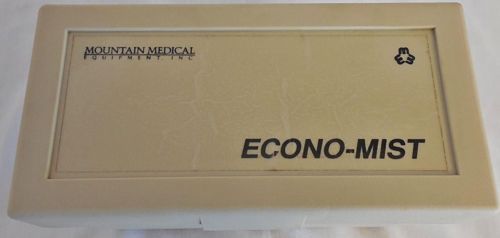 MOUNTAIN MEDICAL
EQUIPMENT, INC
ECONO-MIST